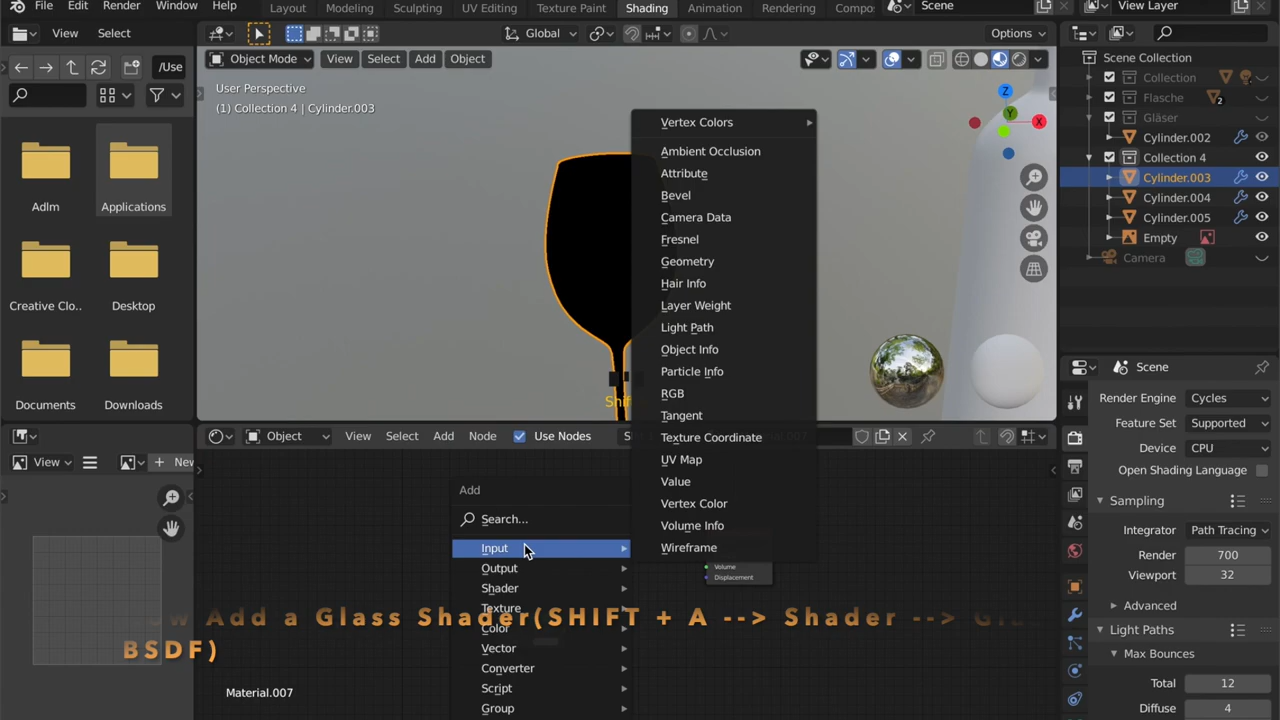 File Edit Render Window Help Layout Modeling Sculpting UV Editing Texture Paint Shading Animation Rendering Scene View Layer
View Select Global Options
/Use Object Mode View Select Add Object
User Perspective
(1) Collection 4 | Cylinder.003
Adlm Applications
Creative Clo... Desktop
Documents Downloads
Z
Y
X
Vertex Colors
Ambient Occlusion
Attribute
Bevel
Camera Data
Fresnel
Geometry
Hair Info
Layer Weight
Light Path
Object Info
Particle Info
RGB
Tangent
Texture Coordinate
UV Map
Value
Vertex Color
Volume Info
Wireframe
Scene Collection
Collection
Flasche 2
Gläser
Cylinder.002
Collection 4
Cylinder.003
Cylinder.004
Cylinder.005
Empty
Camera
Object View Select Add Node Use Nodes
View
Add
Search...
Input
Output
Shader
Texture
Color
Vector
Converter
Script
Group
Volume
Displacement
Add a Glass Shader(SHIFT + A --> Shader -->
BSDF)
Material.007
Scene
Render Engine Cycles
Feature Set Supported
Device CPU
Open Shading Language
Sampling
Integrator Path Tracing
Render 700
Viewport 32
Advanced
Light Paths
Max Bounces
Total 12
Diffuse 4